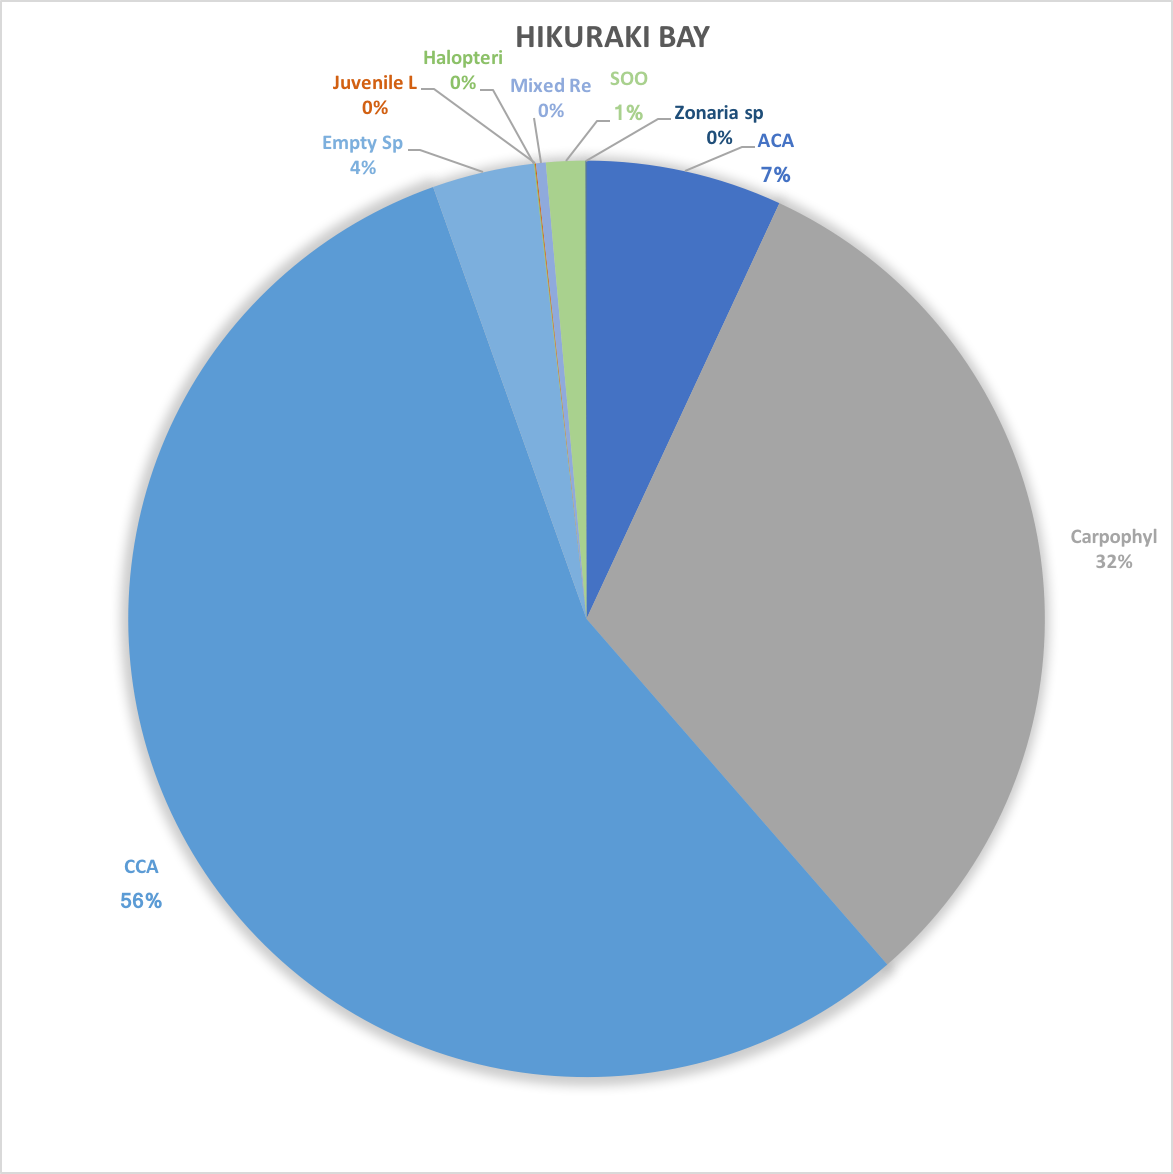 HIKURAKI BAY
Halopteri
0%
Juvenile L
0%
Mixed Re
0%
SOO
1%
Zonaria sp
0%
ACA
7%
Empty Sp
4%
Carpophyl
32%
CCA
56%